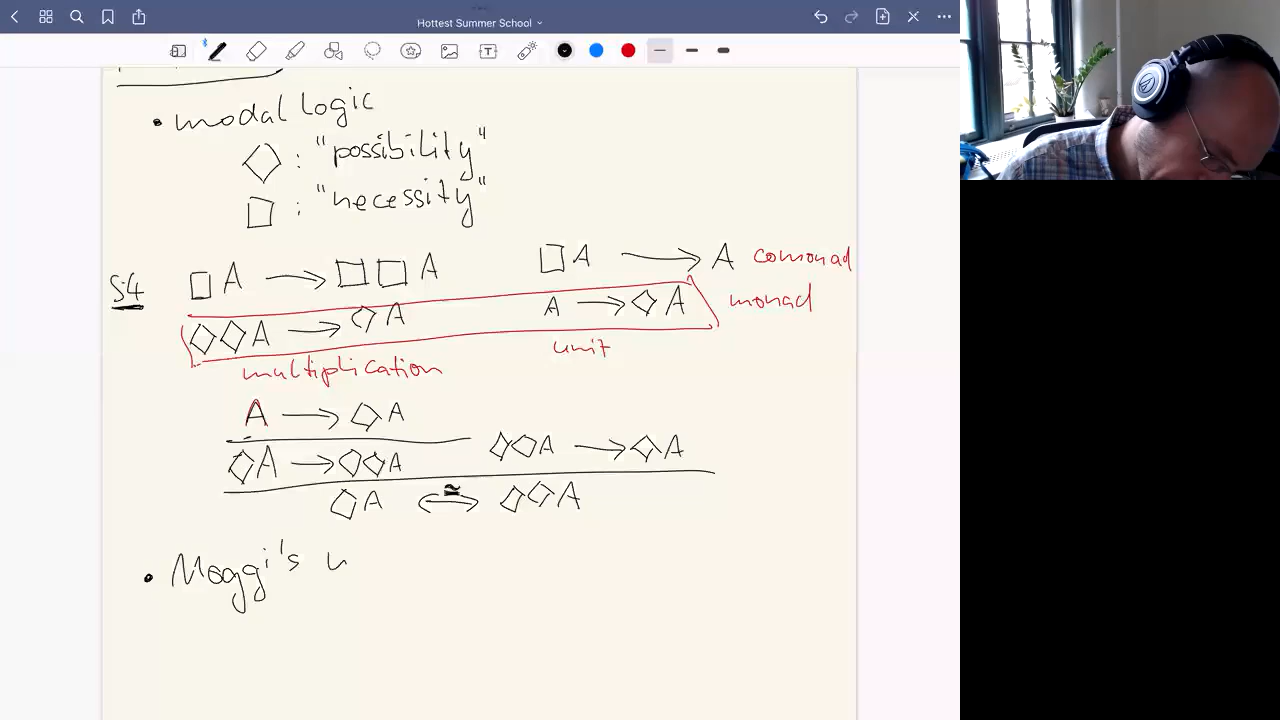 Hottest Summer School
• modal logic
◇ : "possibility"
□ : "necessity"
S4 □A → □□A □A → A comonad
◇◇A → ◇A A → ◇A monad
multiplication unit
A → ◇A
◇A → ◇◇A ◇◇A → ◇A
◇A ⟺ ≅ ◇◇A
• Moggi's